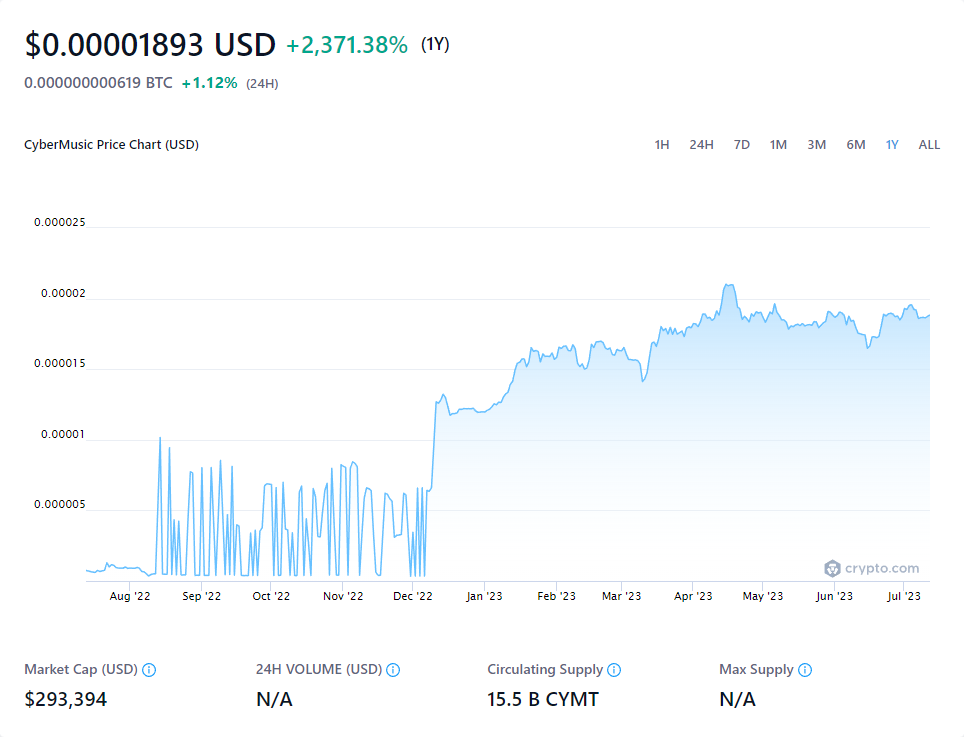 $0.00001893 USD +2,371.38% (1Y)
0.000000000619 BTC +1.12% (24H)
CyberMusic Price Chart (USD) 1H 24H 7D 1M 3M 6M 1Y ALL
0.000025
0.00002
0.000015
0.00001
0.000005
crypto.com
Aug '22 Sep '22 Oct '22 Nov '22 Dec '22 Jan '23 Feb '23 Mar '23 Apr '23 May '23 Jun '23 Jul '23
Market Cap (USD) 24H VOLUME (USD) Circulating Supply Max Supply
$293,394 N/A 15.5 B CYMT N/A